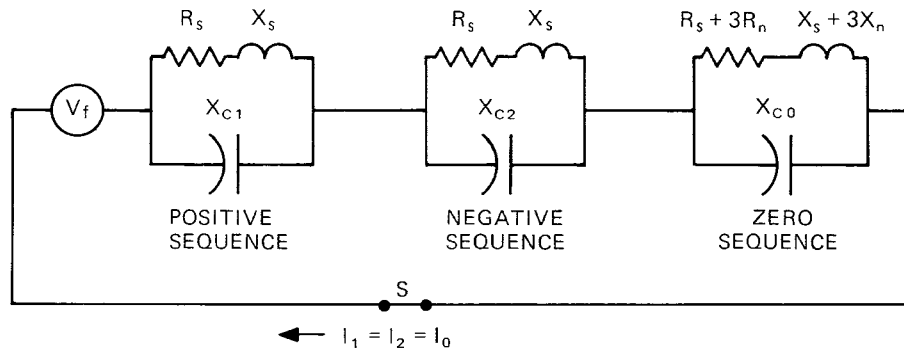 R_s X_s R_s X_s R_s + 3R_n X_s + 3X_n
V_f X_C1 X_C2 X_C0
POSITIVE SEQUENCE NEGATIVE SEQUENCE ZERO SEQUENCE
S
I_1 = I_2 = I_0